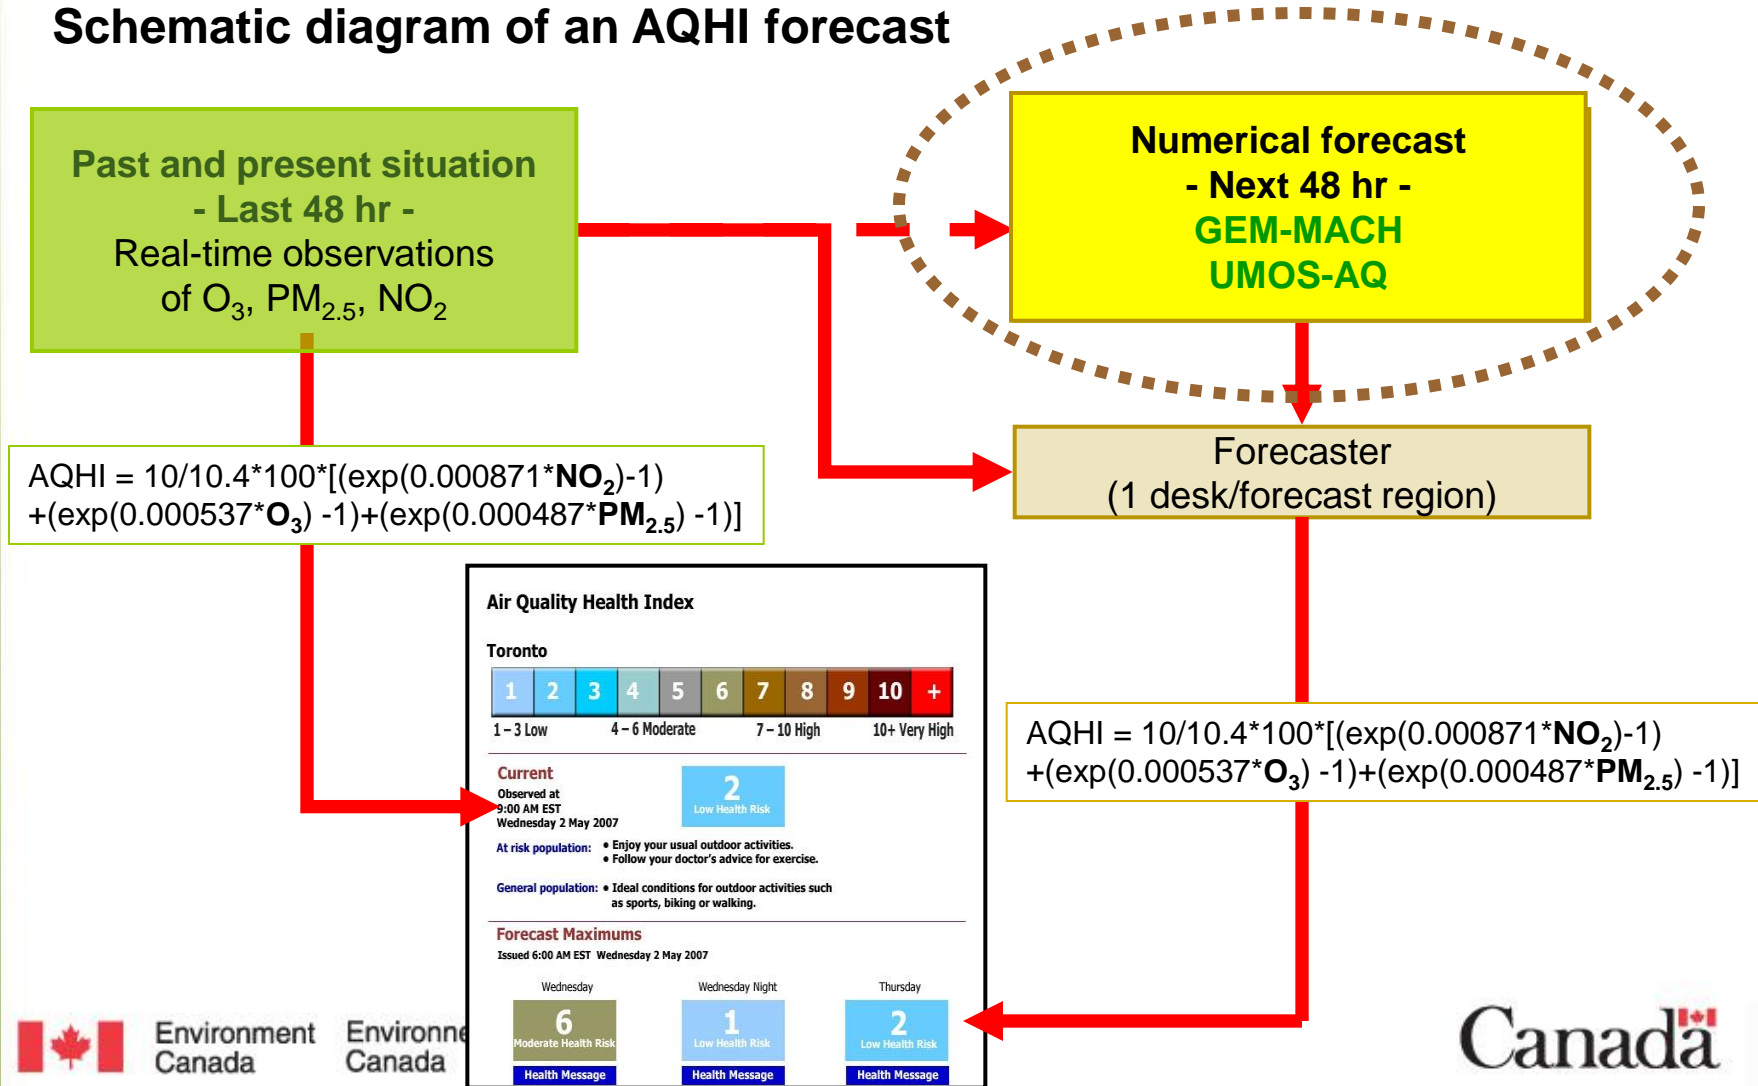 Schematic diagram of an AQHI forecast
Past and present situation
- Last 48 hr -
Real-time observations
of O₃, PM₂.₅, NO₂
Numerical forecast
- Next 48 hr -
GEM-MACH
UMOS-AQ
Forecaster
(1 desk/forecast region)
AQHI = 10/10.4*100*[(exp(0.000871*NO₂)-1)
+(exp(0.000537*O₃) -1)+(exp(0.000487*PM₂.₅) -1)]
Air Quality Health Index
Toronto
1 2 3 4 5 6 7 8 9 10 +
1 – 3 Low 4 – 6 Moderate 7 – 10 High 10+ Very High
Current
Observed at
9:00 AM EST
Wednesday 2 May 2007
2
Low Health Risk
At risk population: • Enjoy your usual outdoor activities.
• Follow your doctor's advice for exercise.
General population: • Ideal conditions for outdoor activities such
as sports, biking or walking.
Forecast Maximums
Issued 6:00 AM EST Wednesday 2 May 2007
Wednesday Wednesday Night Thursday
6 1 2
Moderate Health Risk Low Health Risk Low Health Risk
Health Message Health Message Health Message
AQHI = 10/10.4*100*[(exp(0.000871*NO₂)-1)
+(exp(0.000537*O₃) -1)+(exp(0.000487*PM₂.₅) -1)]
Environment Environne
Canada Canada
Canada